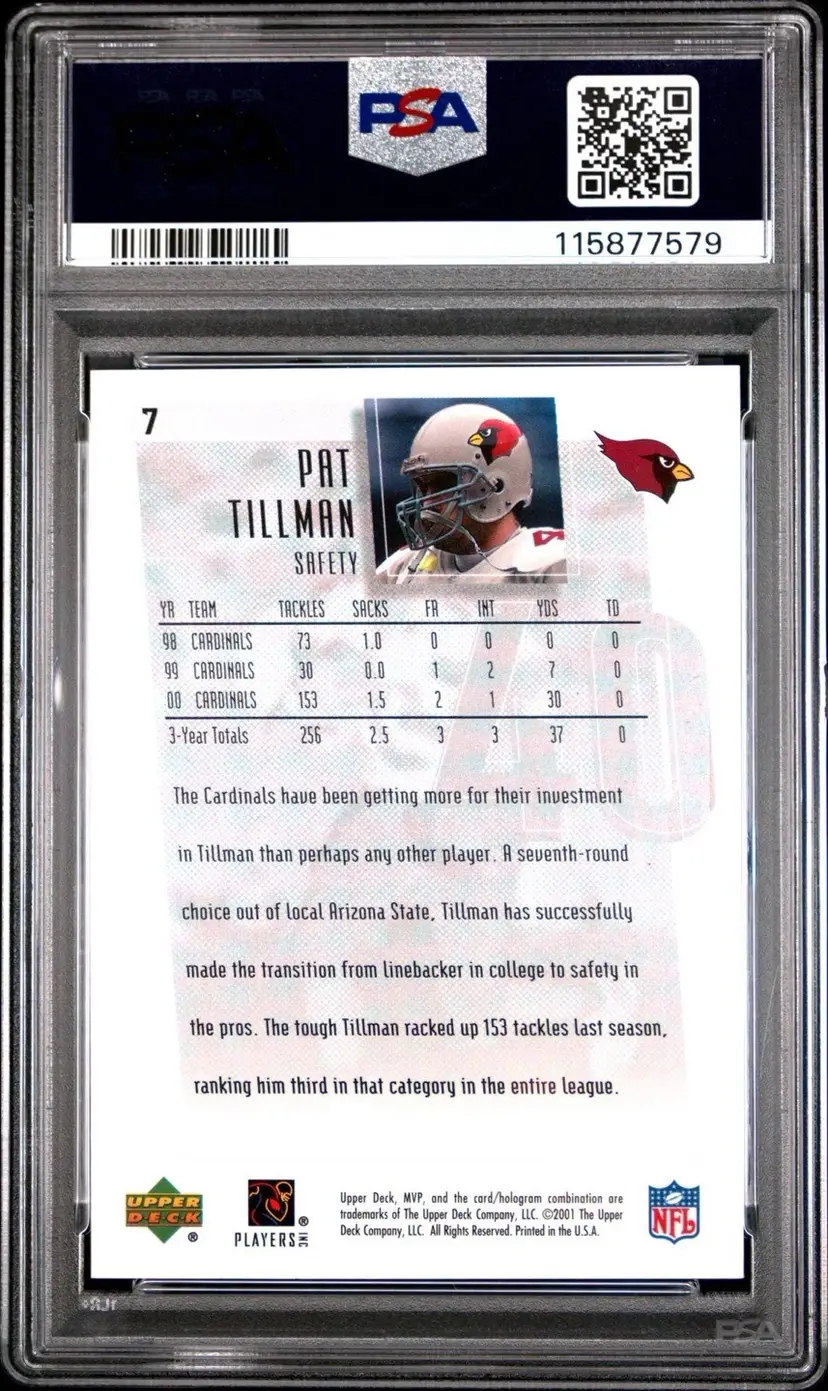 PSA
115877579
7
PAT
TILLMAN
SAFETY
YR TEAM TACKLES SACKS FR INT YDS TD
98 CARDINALS 73 1.0 0 0 0 0
99 CARDINALS 30 0.0 1 2 7 0
00 CARDINALS 153 1.5 2 1 30 0
3-Year Totals 256 2.5 3 3 37 0
40
The Cardinals have been getting more for their investment
in Tillman than perhaps any other player. A seventh-round
choice out of local Arizona State, Tillman has successfully
made the transition from linebacker in college to safety in
the pros. The tough Tillman racked up 153 tackles last season,
ranking him third in that category in the entire league.
UPPER
DECK
®
PLAYERS INC ®
Upper Deck, MVP, and the card/hologram combination are
trademarks of The Upper Deck Company, LLC. ©2001 The Upper
Deck Company, LLC. All Rights Reserved. Printed in the U.S.A.
NFL
PSA